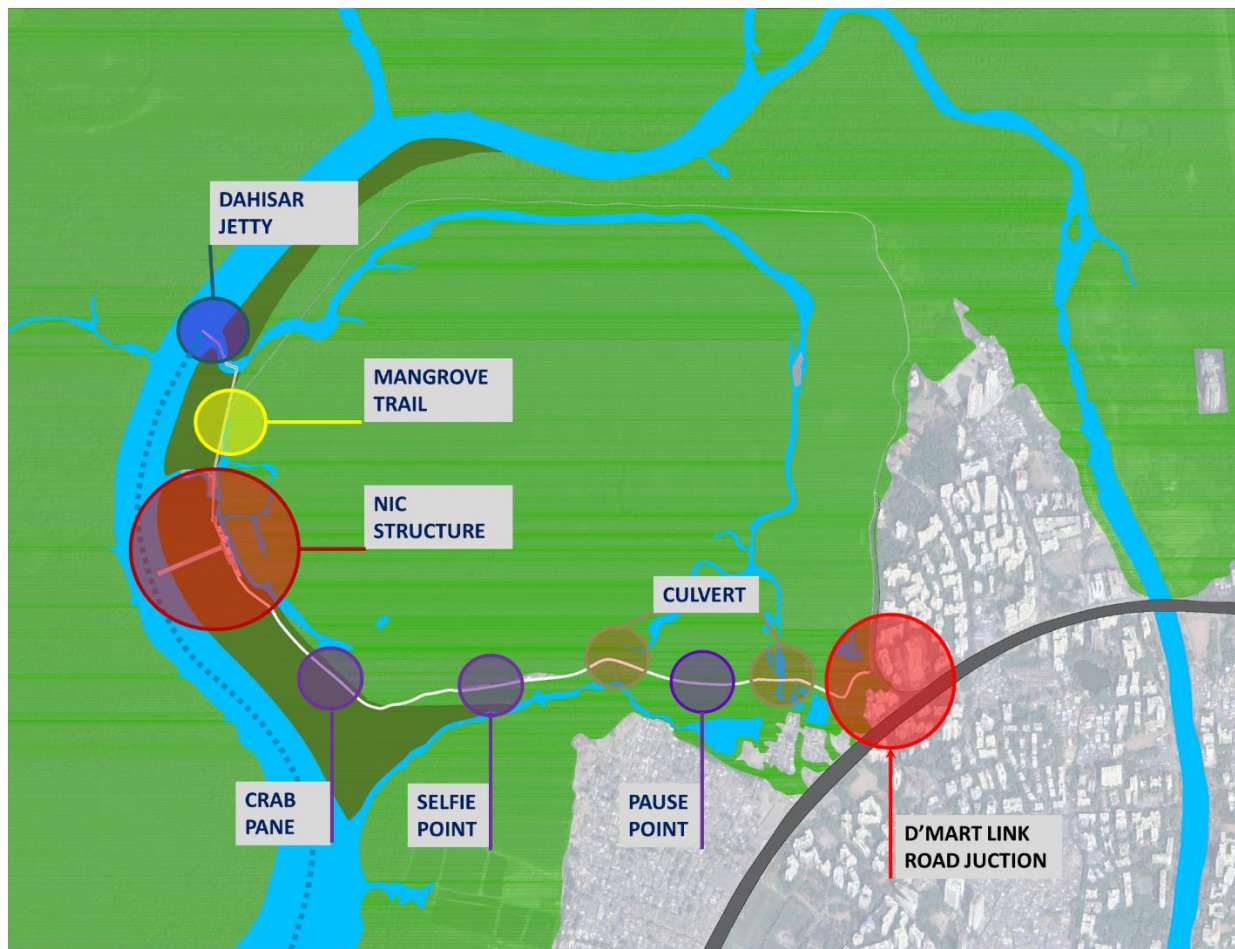 DAHISAR
JETTY
MANGROVE
TRAIL
NIC
STRUCTURE
CULVERT
CRAB
PANE
SELFIE
POINT
PAUSE
POINT
D’MART LINK
ROAD JUCTION